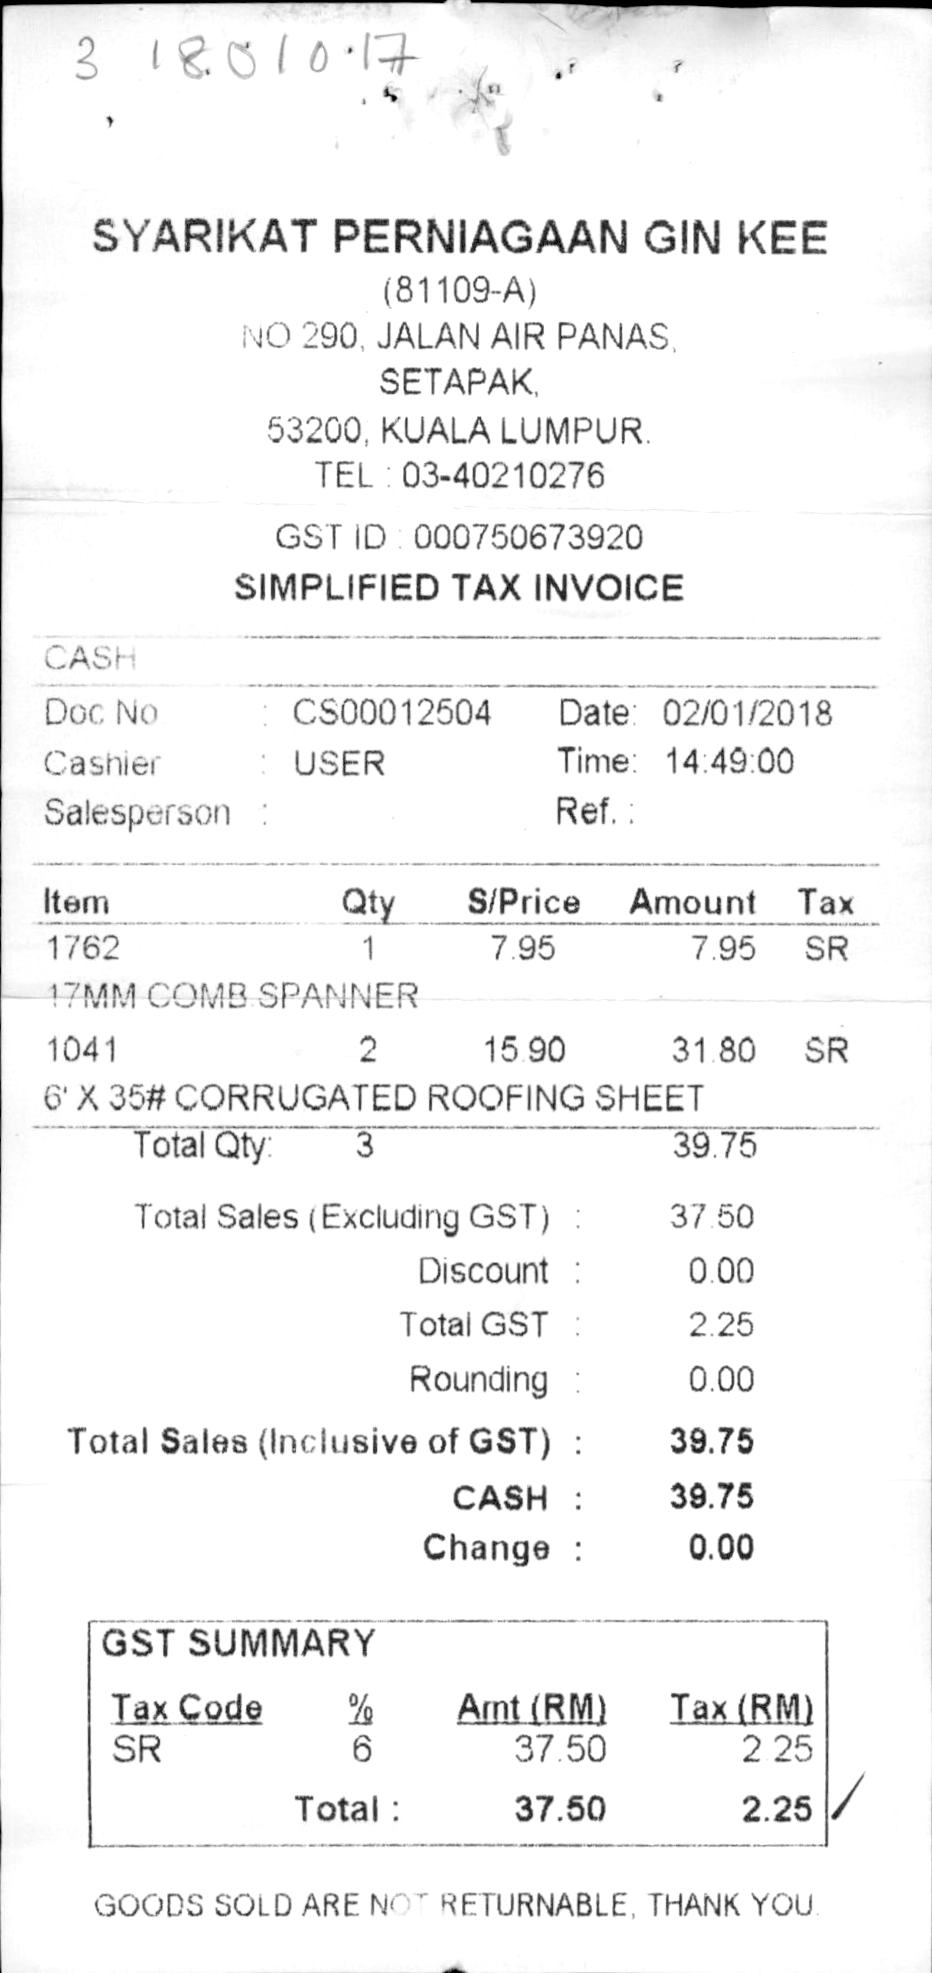 3 18010.17
SYARIKAT PERNIAGAAN GIN KEE
(81109-A)
NO 290, JALAN AIR PANAS,
SETAPAK,
53200, KUALA LUMPUR.
TEL : 03-40210276
GST ID : 000750673920
SIMPLIFIED TAX INVOICE
CASH
Doc No : CS00012504 Date: 02/01/2018
Cashier : USER Time: 14:49:00
Salesperson : Ref. :
Item Qty S/Price Amount Tax
1762 1 7.95 7.95 SR
17MM COMB SPANNER
1041 2 15.90 31.80 SR
6' X 35# CORRUGATED ROOFING SHEET
Total Qty: 3 39.75
Total Sales (Excluding GST) : 37.50
Discount : 0.00
Total GST : 2.25
Rounding : 0.00
Total Sales (Inclusive of GST) : 39.75
CASH : 39.75
Change : 0.00
GST SUMMARY
Tax Code % Amt (RM) Tax (RM)
SR 6 37.50 2.25
Total : 37.50 2.25
GOODS SOLD ARE NOT RETURNABLE, THANK YOU.